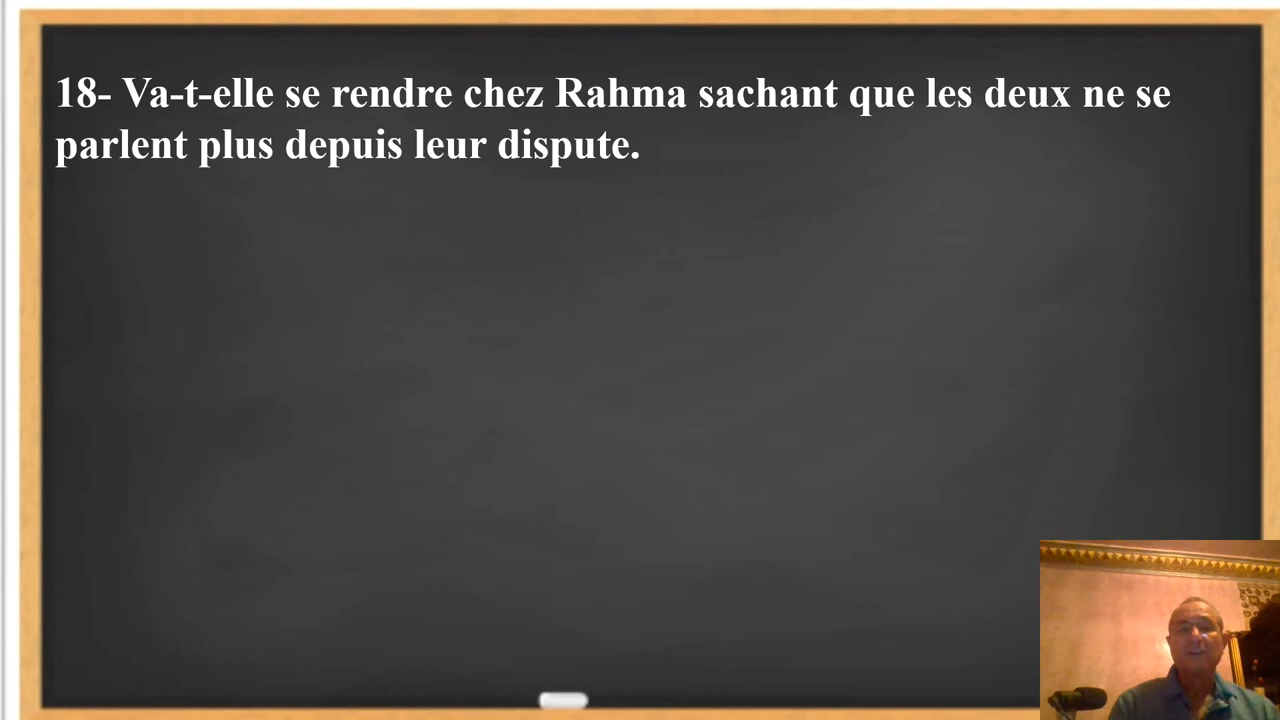 18- Va-t-elle se rendre chez Rahma sachant que les deux ne se
parlent plus depuis leur dispute.